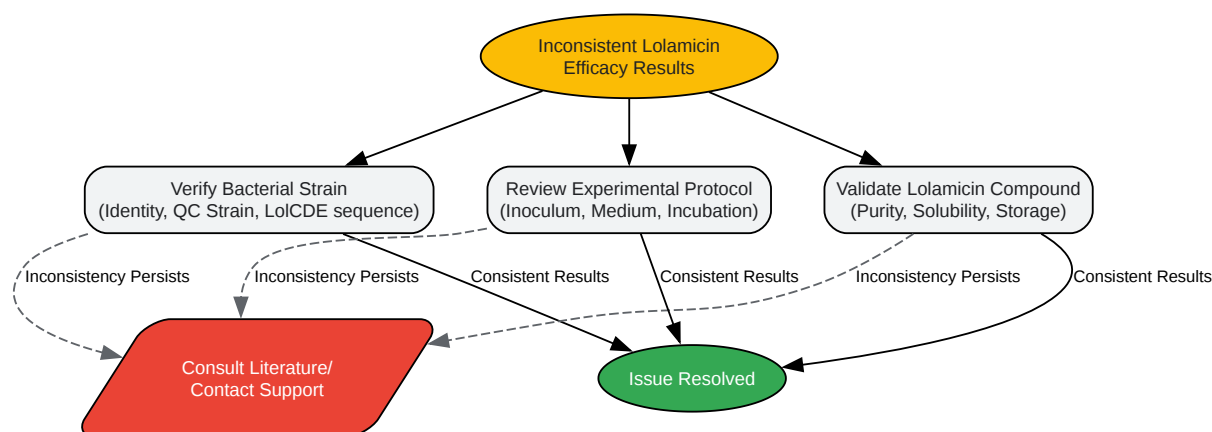 Inconsistent Lolamicin
Efficacy Results
Verify Bacterial Strain
(Identity, QC Strain, LolCDE sequence)
Review Experimental Protocol
(Inoculum, Medium, Incubation)
Validate Lolamicin Compound
(Purity, Solubility, Storage)
Inconsistency Persists
Inconsistency Persists
Consistent Results
Consistent Results
Inconsistency Persists
Consistent Results
Consult Literature/
Contact Support
Issue Resolved